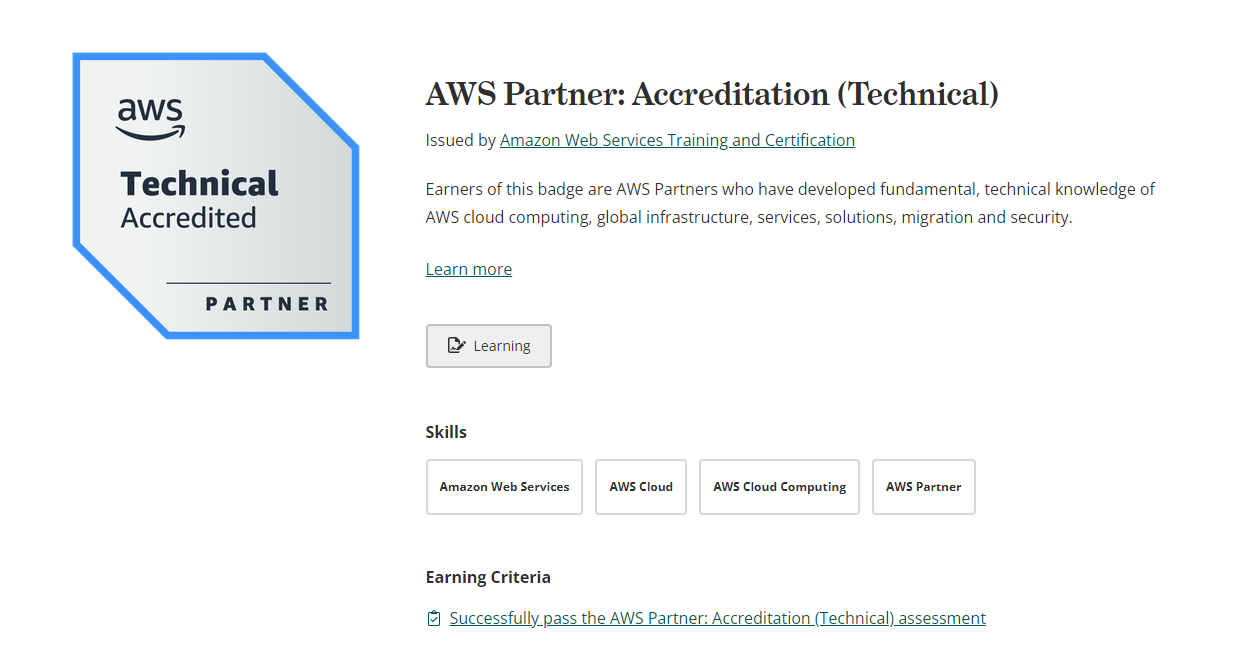 aws
Technical
Accredited
PARTNER
AWS Partner: Accreditation (Technical)
Issued by Amazon Web Services Training and Certification
Earners of this badge are AWS Partners who have developed fundamental, technical knowledge of
AWS cloud computing, global infrastructure, services, solutions, migration and security.
Learn more
Learning
Skills
Amazon Web Services
AWS Cloud
AWS Cloud Computing
AWS Partner
Earning Criteria
Successfully pass the AWS Partner: Accreditation (Technical) assessment